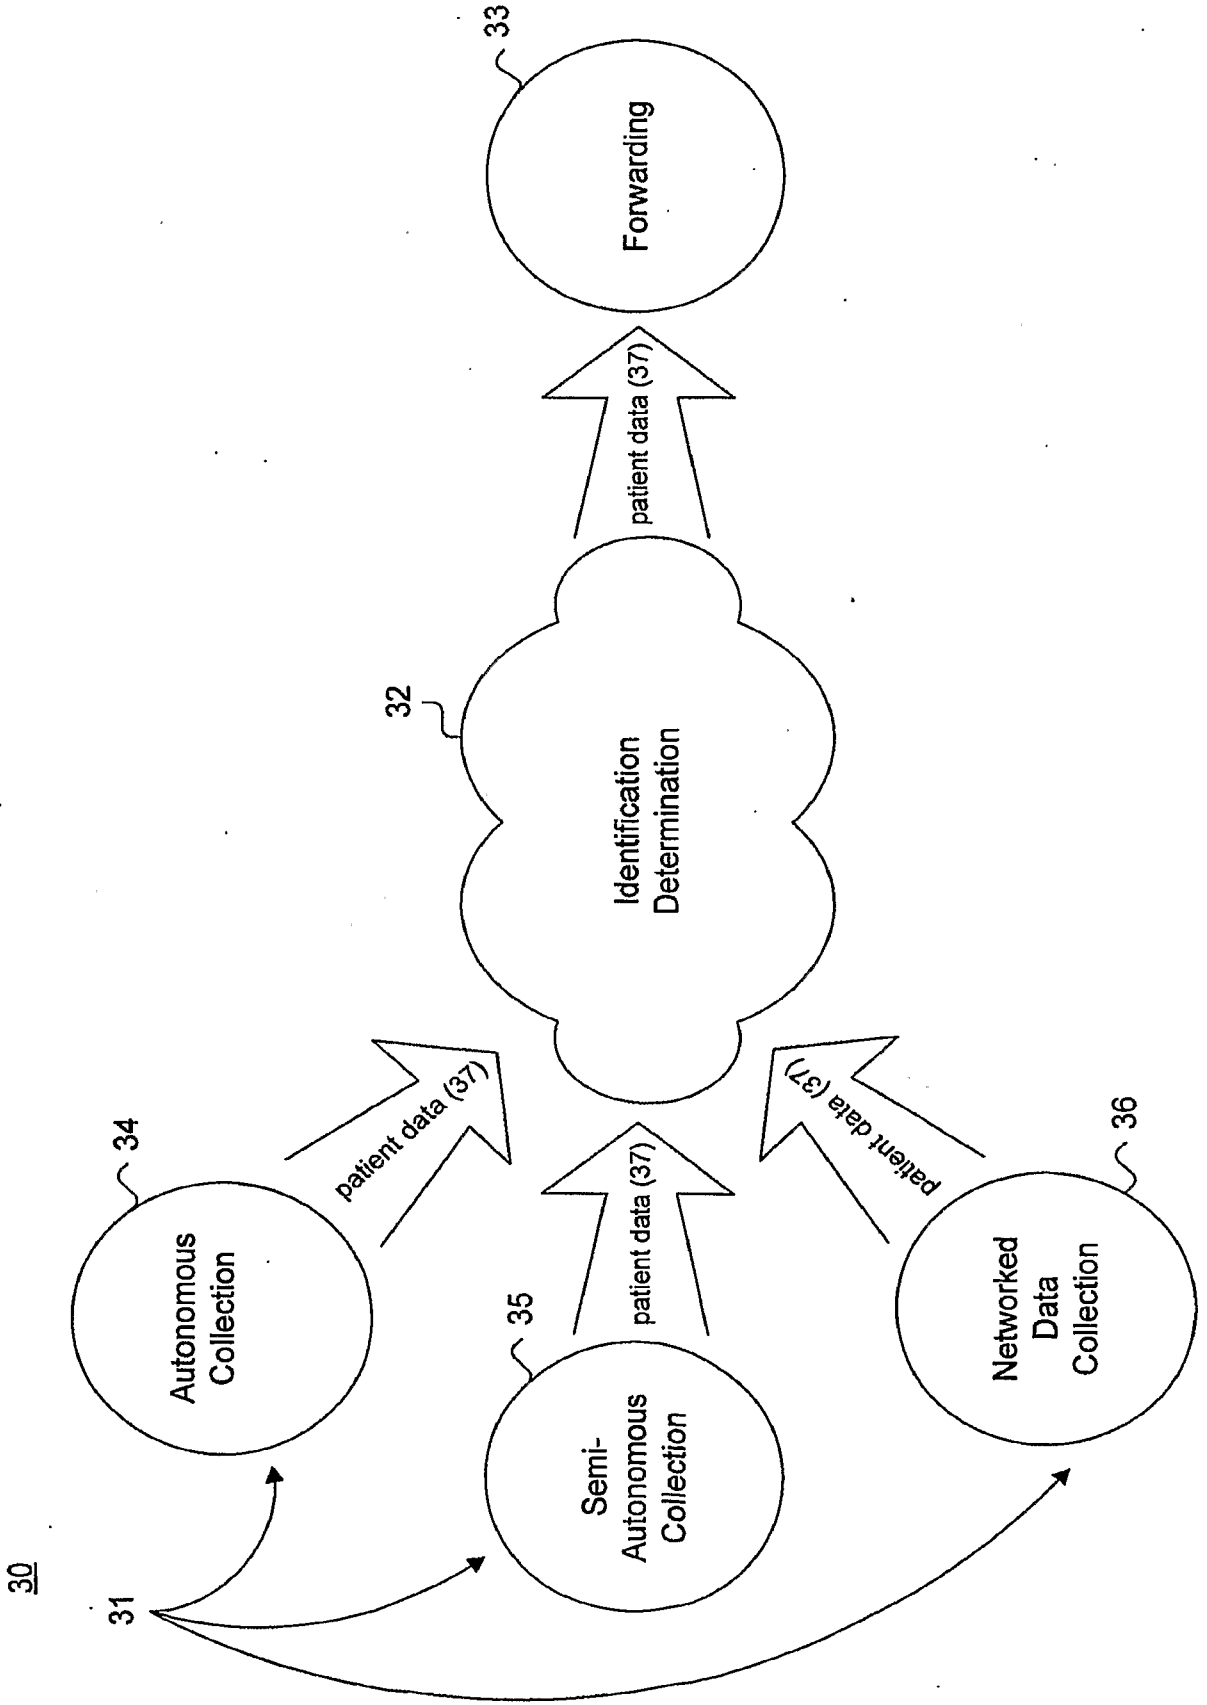 30
31
34
Autonomous
Collection
patient data (37)
35
Semi-
Autonomous
Collection
patient data (37)
36
Networked
Data
Collection
patient data (37)
32
Identification
Determination
patient data (37)
33
Forwarding